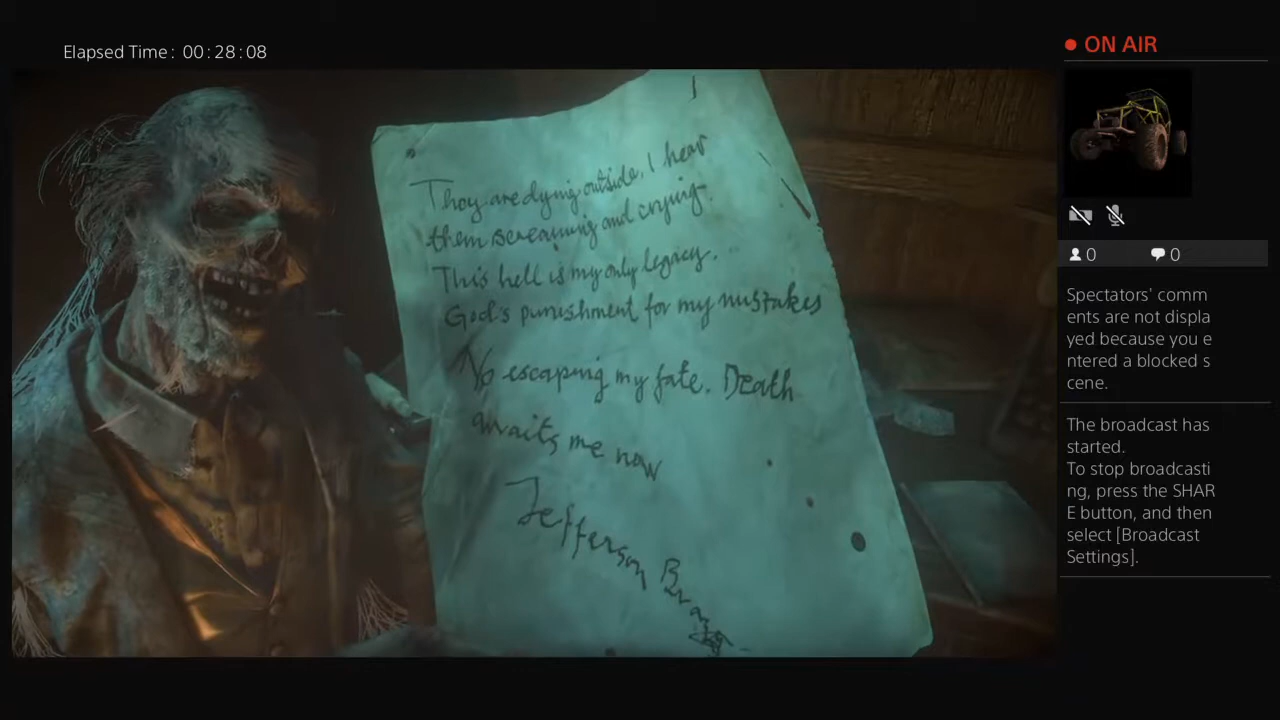 Elapsed Time: 00:28:08
ON AIR
They are dying outside. I hear
them screaming and crying.
This hell is my only legacy.
God's punishment for my mistakes
No escaping my fate. Death
awaits me now
Jefferson
0
0
Spectators' comm
ents are not displa
yed because you e
ntered a blocked s
cene.
The broadcast has
started.
To stop broadcasti
ng, press the SHAR
E button, and then
select [Broadcast
Settings].